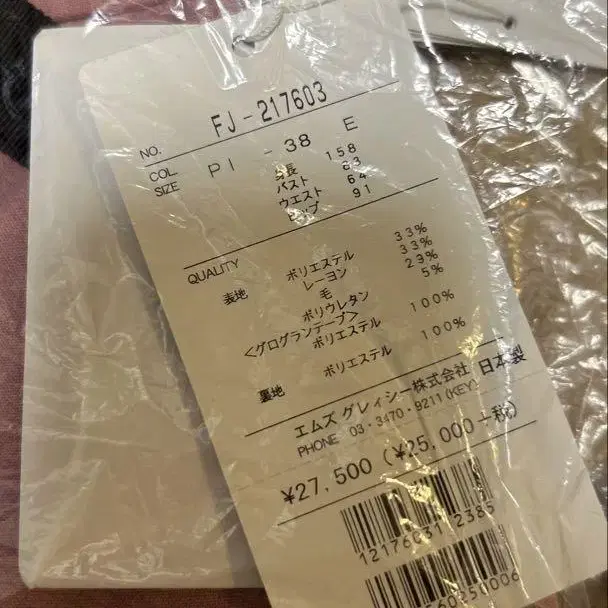 NO. FJ-217603
COL. PI - 38 E
SIZE
身長 158
バスト 83
ウエスト 64
ヒップ 91
QUALITY
表地 ポリエステル 33%
レーヨン 33%
毛 29%
ポリウレタン 5%
<グログランテープ>
ポリエステル 100%
裏地 ポリエステル 100%
エムズ グレィシー株式会社 日本製
PHONE 03・3470・9211(KEY)
¥27,500 (¥25,000+税)